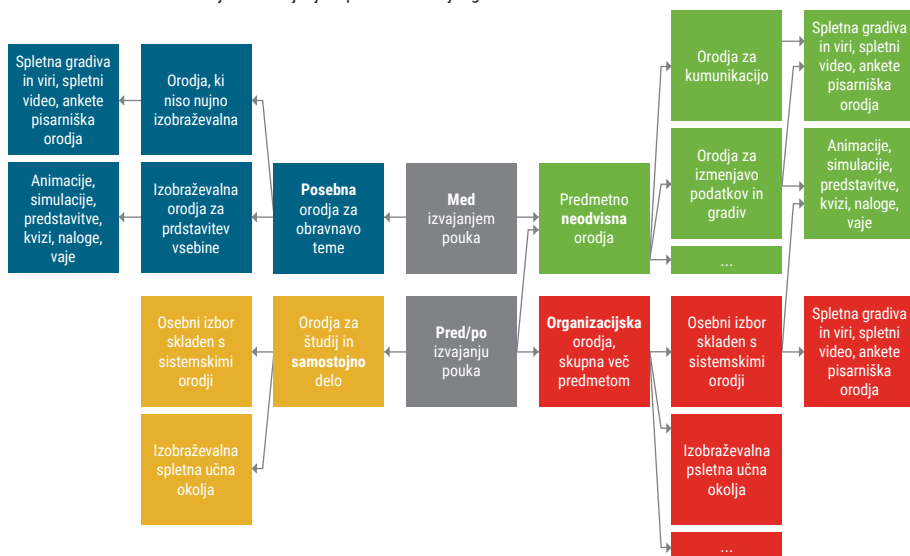 Spletna gradiva
in viri, spletni
video, ankete
pisarniška
orodja
Orodja, ki
niso nujno
izobraževalna
Animacije,
simulacije,
predstavitve,
kvizi, naloge,
vaje
Izobraževalna
orodja za
prdstavitev
vsebine
Posebna
orodja za
obravnavo
teme
Med
izvajanjem
pouka
Predmetno
neodvisna
orodja
Orodja za
kumunikacijo
Spletna gradiva
in viri, spletni
video, ankete
pisarniška
orodja
Orodja za
izmenjavo
podatkov in
gradiv
Animacije,
simulacije,
predstavitve,
kvizi, naloge,
vaje
...
Osebni izbor
skladen s
sistemskimi
orodji
Orodja za
študij in
samostojno
delo
Pred/po
izvajanju
pouka
Organizacijska
orodja,
skupna več
predmetom
Osebni izbor
skladen s
sistemskimi
orodji
Spletna gradiva
in viri, spletni
video, ankete
pisarniška
orodja
Izobraževalna
spletna učna
okolja
Izobraževalna
psletna učna
okolja
...